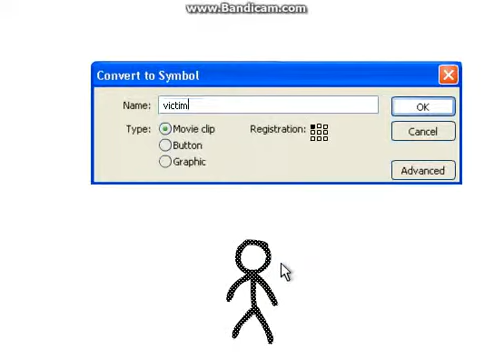 www.Bandicam.com
Convert to Symbol
Name: victim
OK
Type: Movie clip Registration:
Button
Graphic
Cancel
Advanced